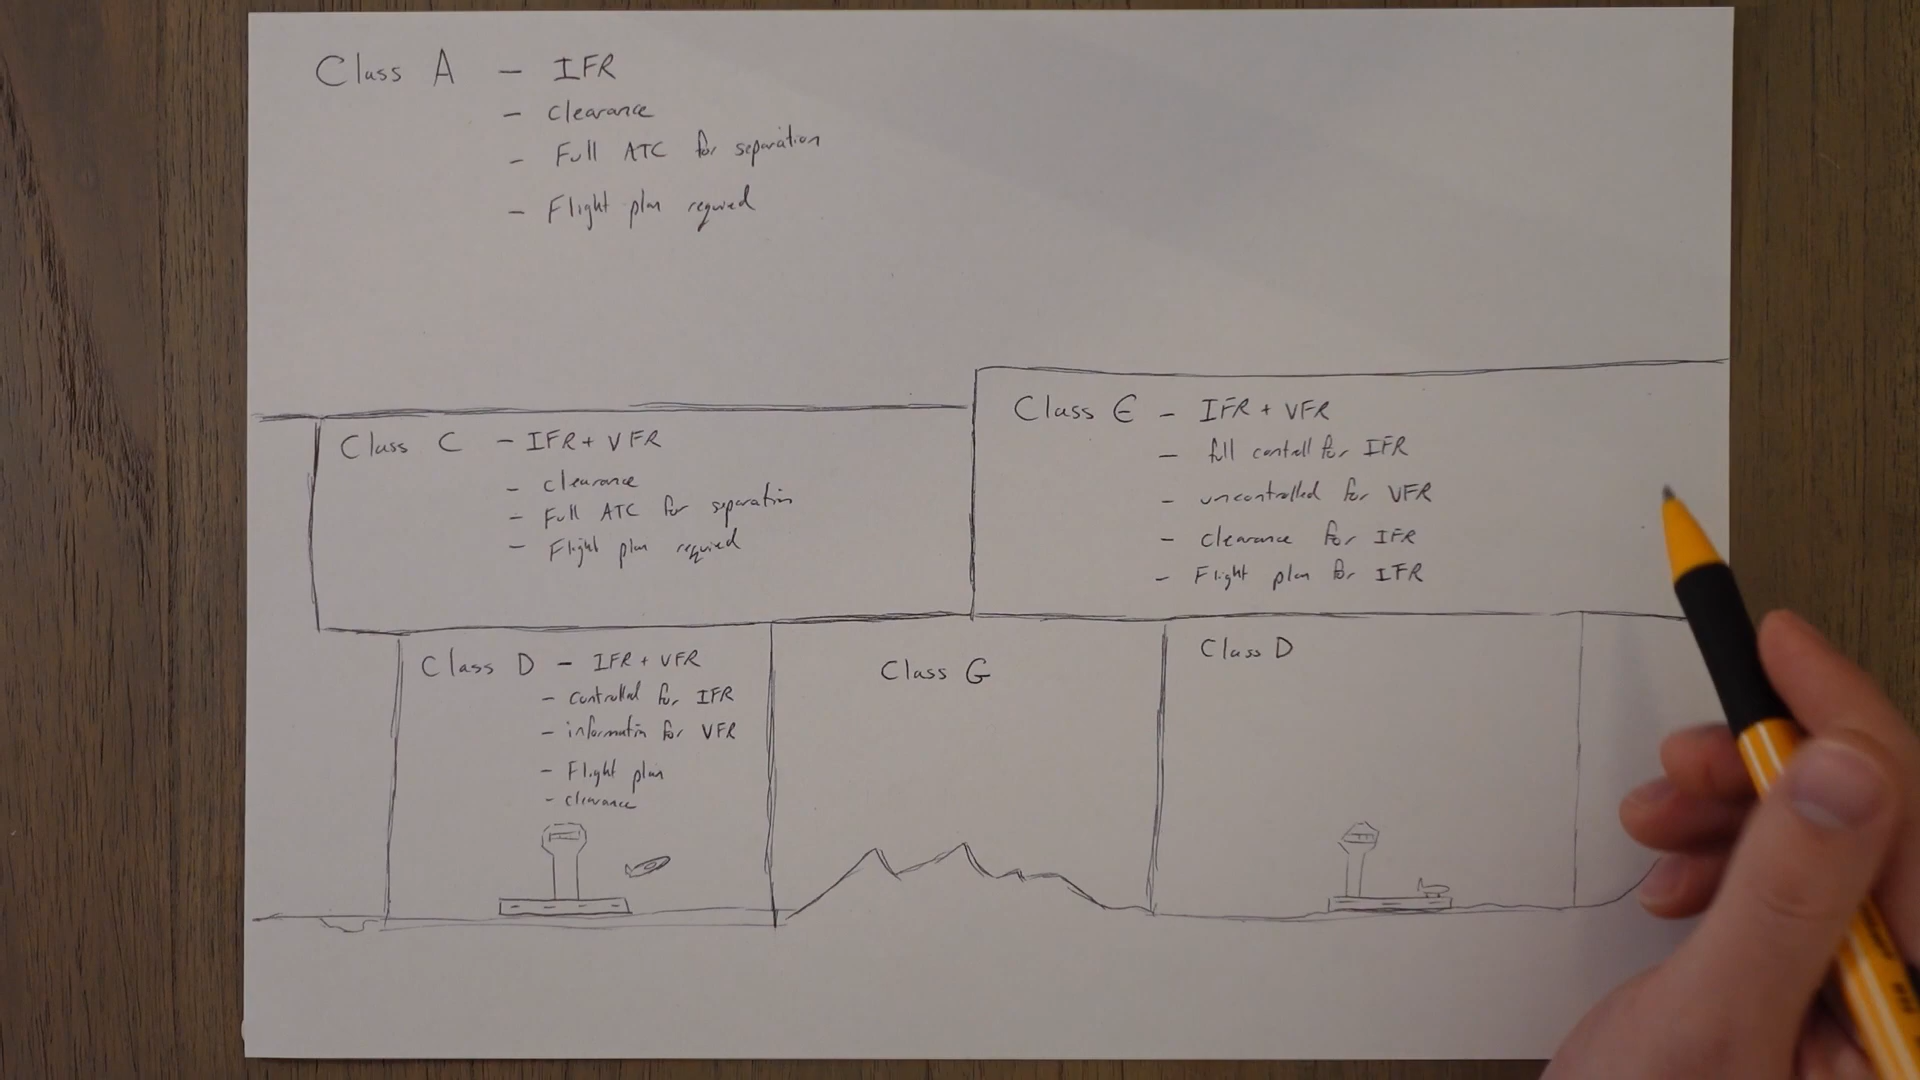 Class A - IFR
- clearance
- Full ATC for separation
- Flight plan required
Class C - IFR + VFR
- clearance
- Full ATC for separation
- Flight plan required
Class E - IFR + VFR
- full controll for IFR
- uncontrolled for VFR
- clearance for IFR
- Flight plan for IFR
Class D - IFR + VFR
- controlled for IFR
- information for VFR
- Flight plan
- clearance
Class G
Class D